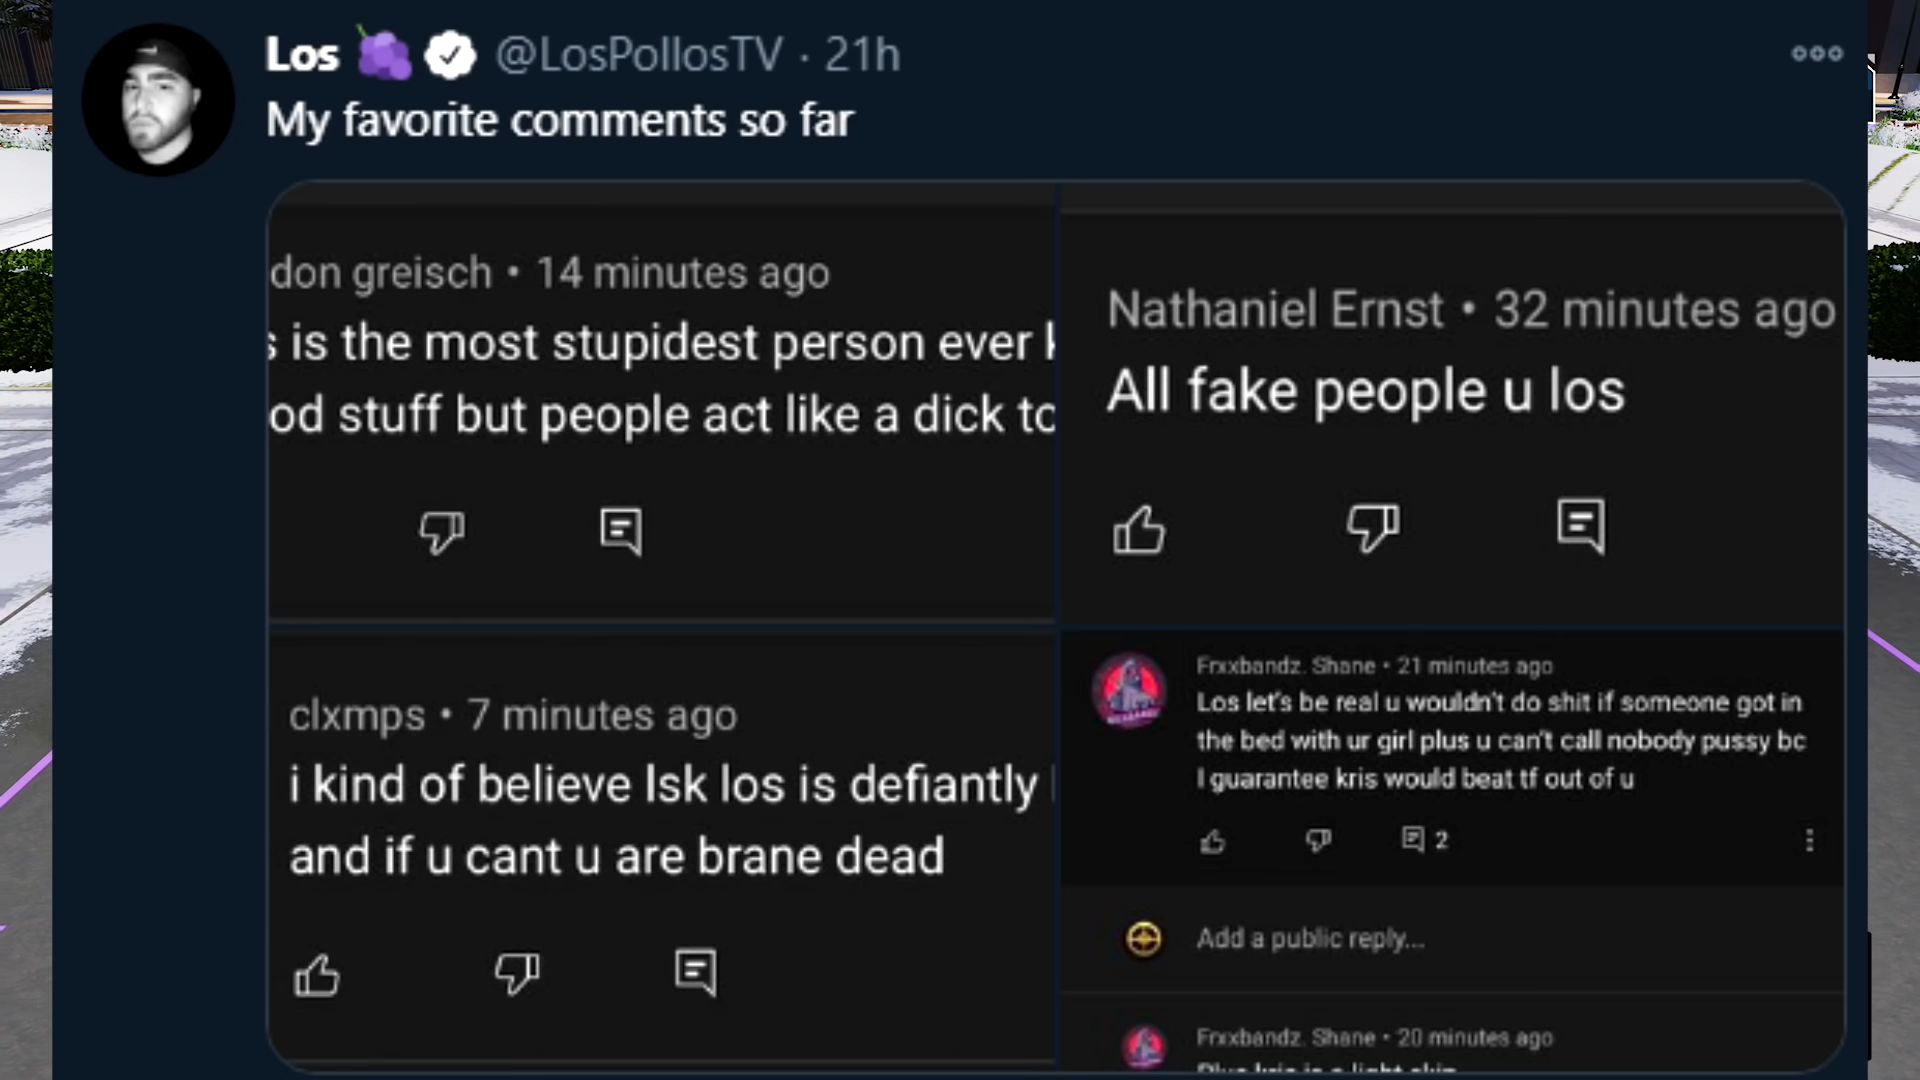 Los @LosPollosTV · 21h
My favorite comments so far
don greisch • 14 minutes ago
is the most stupidest person ever
stuff but people act like a dick
Nathaniel Ernst • 32 minutes ago
All fake people u los
clxmps • 7 minutes ago
i kind of believe lsk los is defiantly
and if u cant u are brane dead
Frxxbandz. Shane • 21 minutes ago
Los let's be real u wouldn't do shit if someone got in
the bed with ur girl plus u can't call nobody pussy bc
I guarantee kris would beat tf out of u
2
Add a public reply...
Frxxbandz. Shane • 20 minutes ago